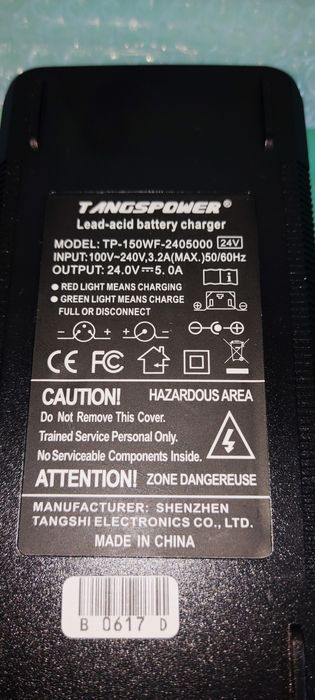 TANGSPOWER®
Lead-acid battery charger
MODEL: TP-150WF-2405000 24V
INPUT:100V~240V,3.2A(MAX.)50/60Hz
OUTPUT: 24.0V⎓5.0A
● RED LIGHT MEANS CHARGING
● GREEN LIGHT MEANS CHARGE
FULL OR DISCONNECT
CE FC
CAUTION! HAZARDOUS AREA
Do Not Remove This Cover.
Trained Service Personal Only.
No Serviceable Components Inside.
ATTENTION! ZONE DANGEREUSE
MANUFACTURER: SHENZHEN
TANGSHI ELECTRONICS CO., LTD.
MADE IN CHINA
B 0617 D